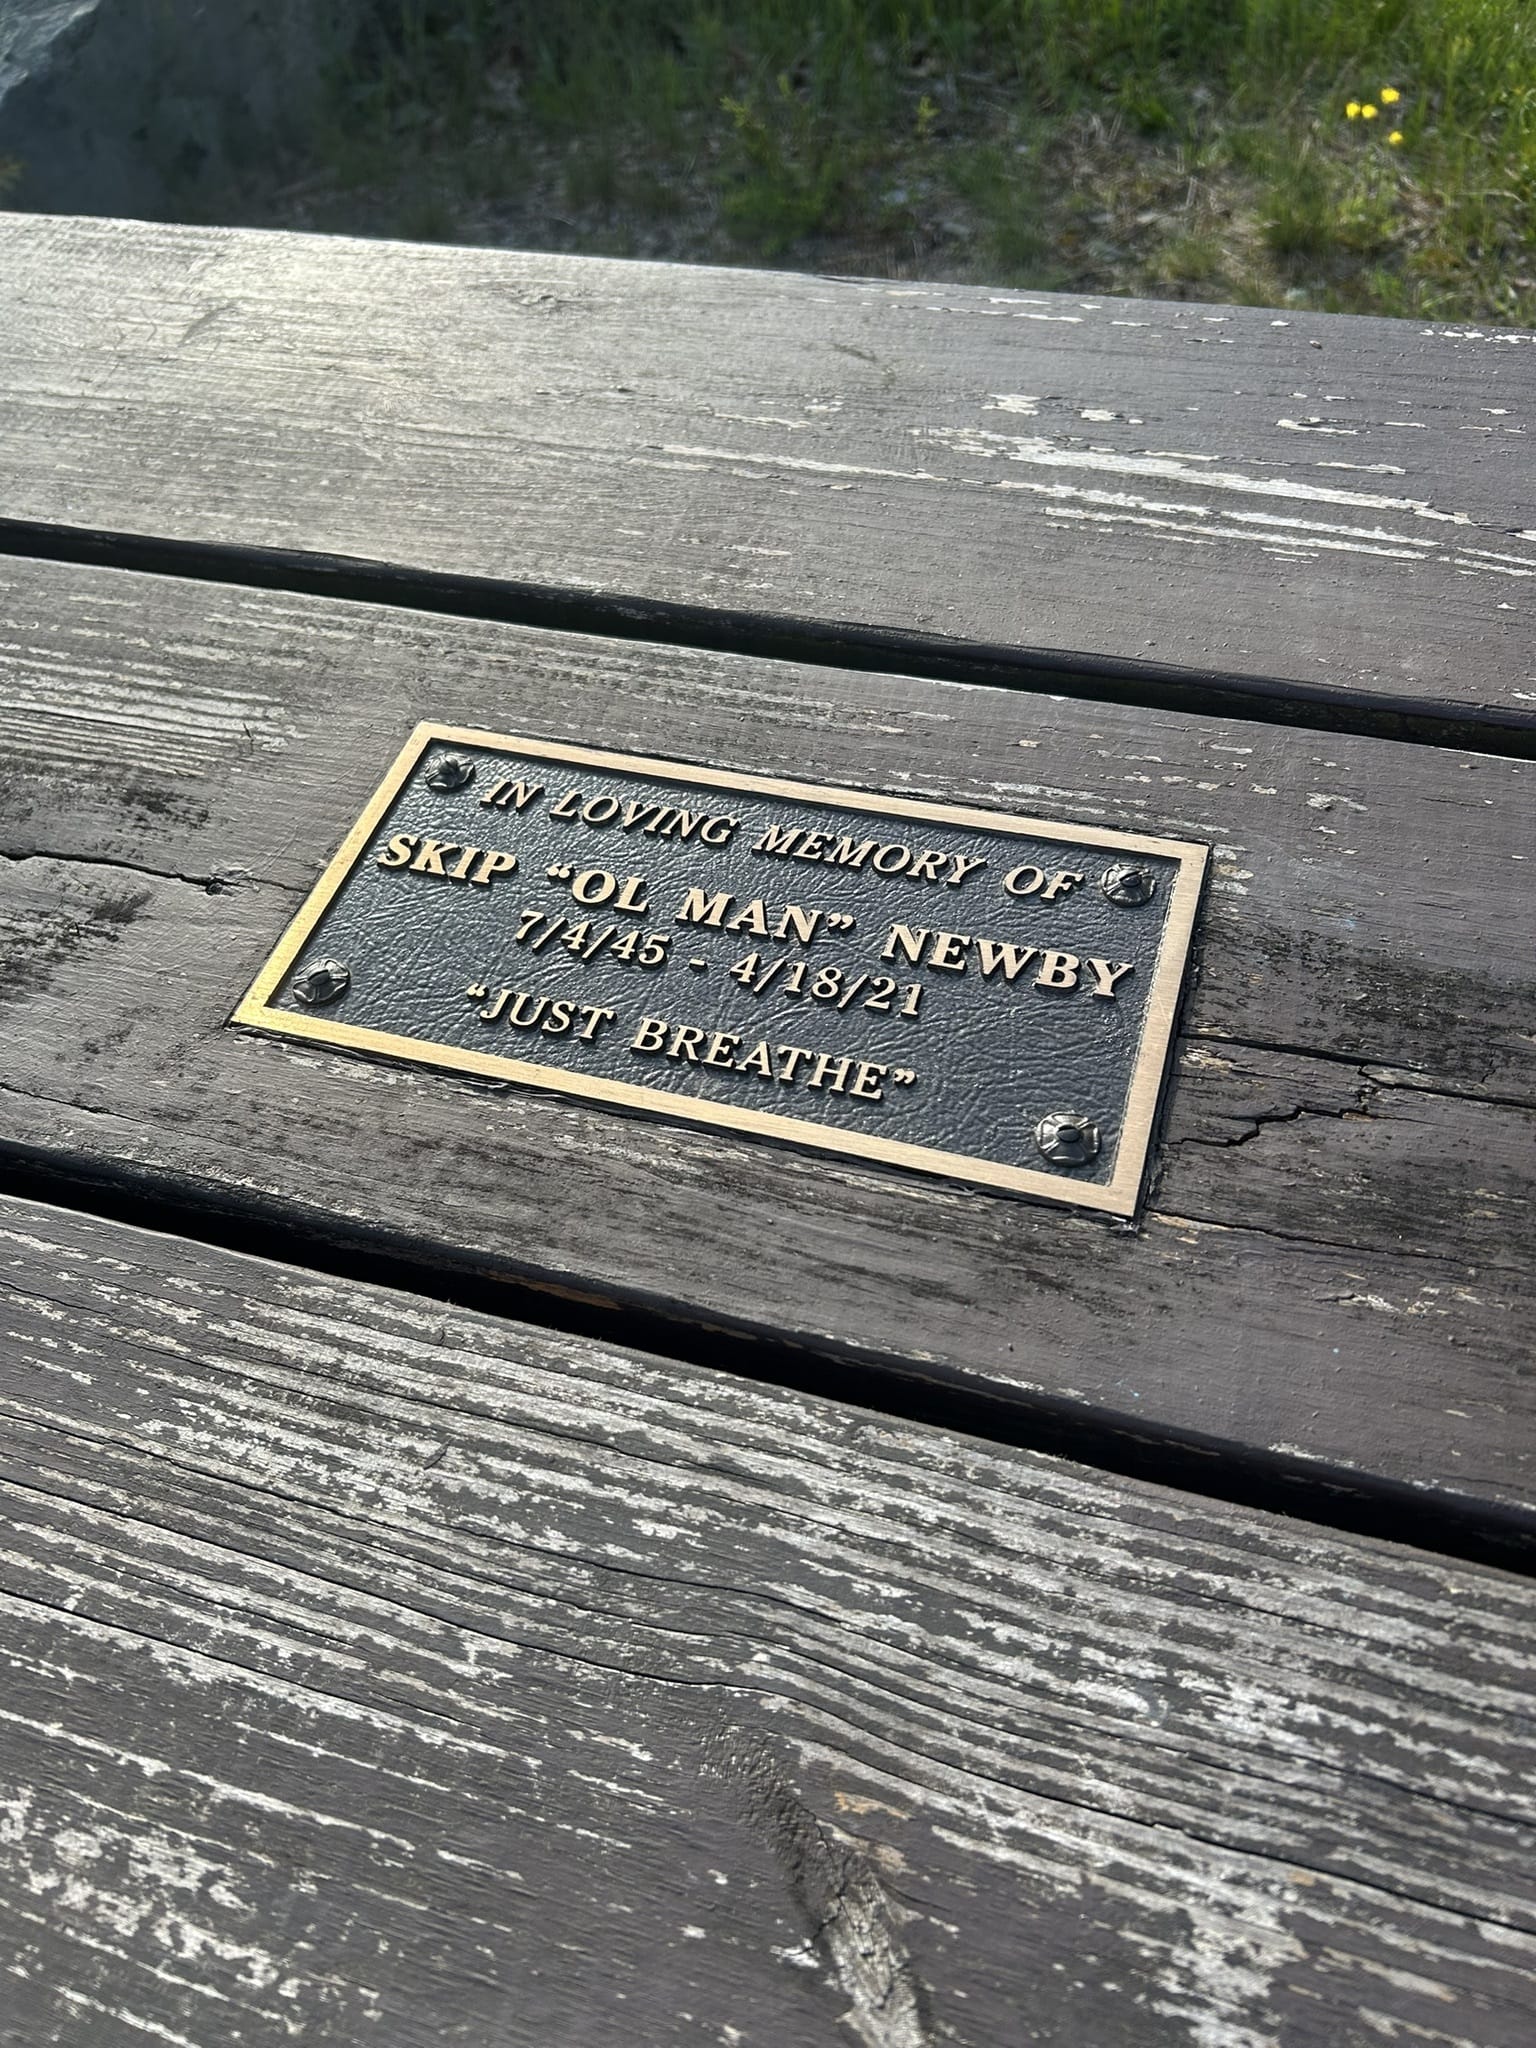 IN LOVING MEMORY OF
SKIP “OL MAN” NEWBY
7/4/45 - 4/18/21
“JUST BREATHE”